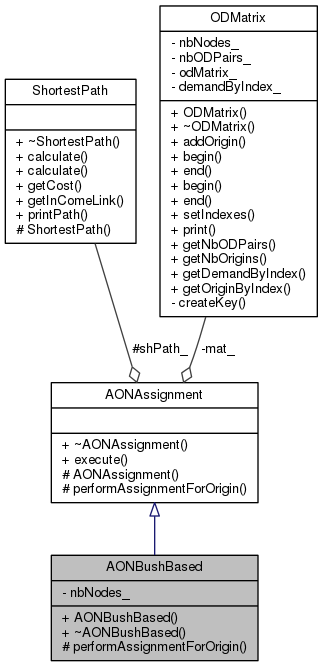 ODMatrix
- nbNodes_
- nbODPairs_
- odMatrix_
- demandByIndex_
+ ODMatrix()
+ ~ODMatrix()
+ addOrigin()
+ begin()
+ end()
+ begin()
+ end()
+ setIndexes()
+ print()
+ getNbODPairs()
+ getNbOrigins()
+ getDemandByIndex()
+ getOriginByIndex()
- createKey()
ShortestPath
+ ~ShortestPath()
+ calculate()
+ calculate()
+ getCost()
+ getInComeLink()
+ printPath()
# ShortestPath()
#shPath_
-mat_
AONAssignment
+ ~AONAssignment()
+ execute()
# AONAssignment()
# performAssignmentForOrigin()
AONBushBased
- nbNodes_
+ AONBushBased()
+ ~AONBushBased()
# performAssignmentForOrigin()